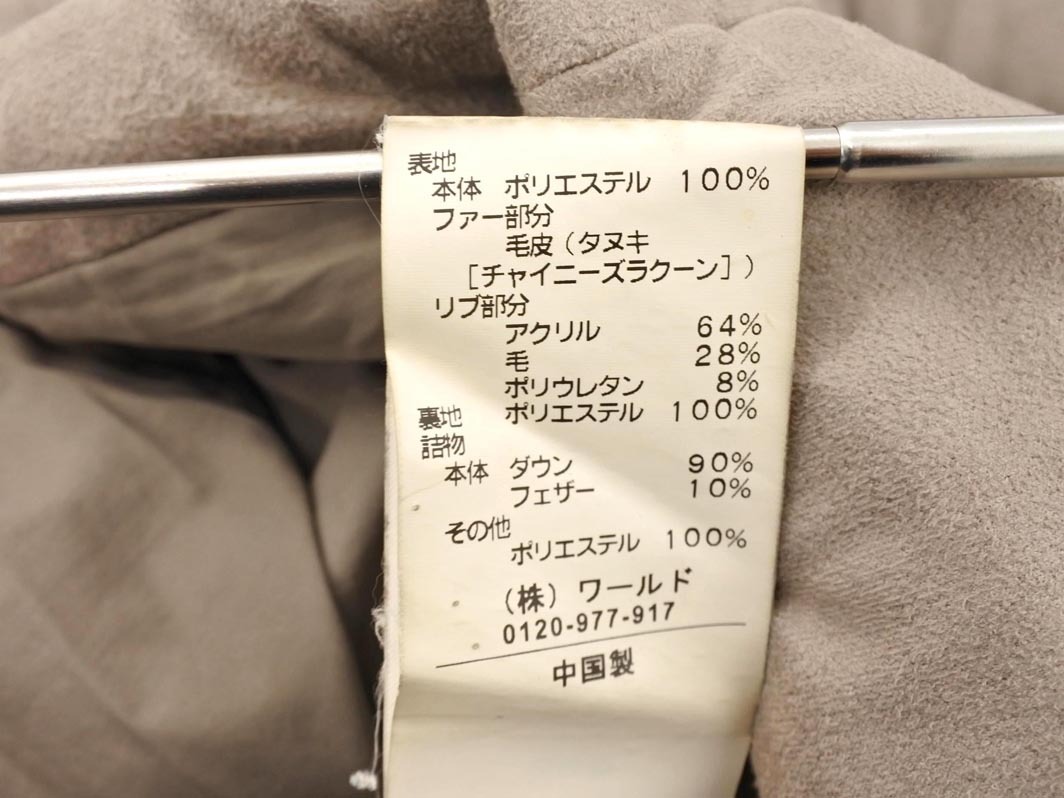 表地
本体 ポリエステル 100%
ファー部分
毛皮(タヌキ
[チャイニーズラクーン])
リブ部分
アクリル 64%
毛 28%
ポリウレタン 8%
裏地 ポリエステル 100%
詰物
本体 ダウン 90%
フェザー 10%
その他
ポリエステル 100%
(株)ワールド
0120-977-917
中国製